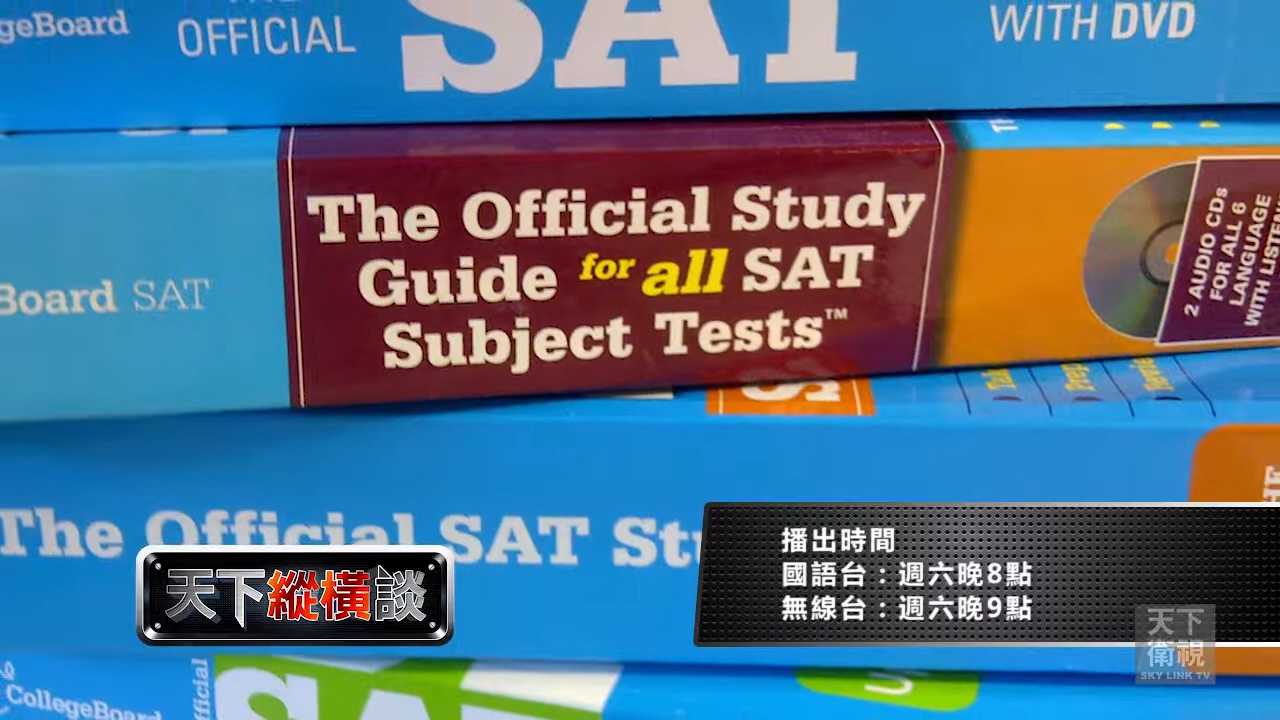 geBoard
OFFICIAL
SAT
WITH DVD
Board SAT
The Official Study
Guide for all SAT
Subject Tests™
2 AUDIO CDs
FOR ALL 6
LANGUAGE
WITH
The Official SAT
天下縱橫談
播出時間
國語台：週六晚8點
無線台：週六晚9點
天下
衛視
SKY LINK TV
CollegeBoard
SAT